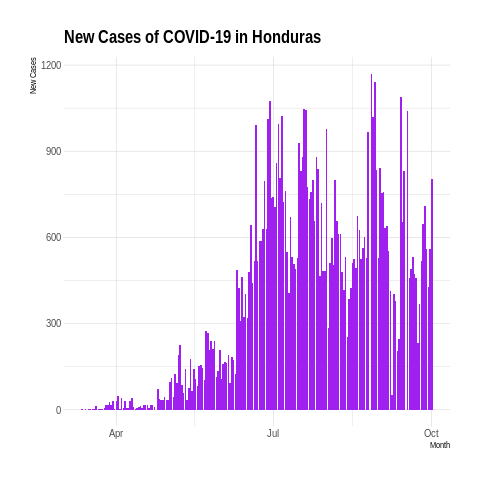 New Cases of COVID-19 in Honduras
New Cases
1200
900
600
300
0
Apr
Jul
Oct
Month